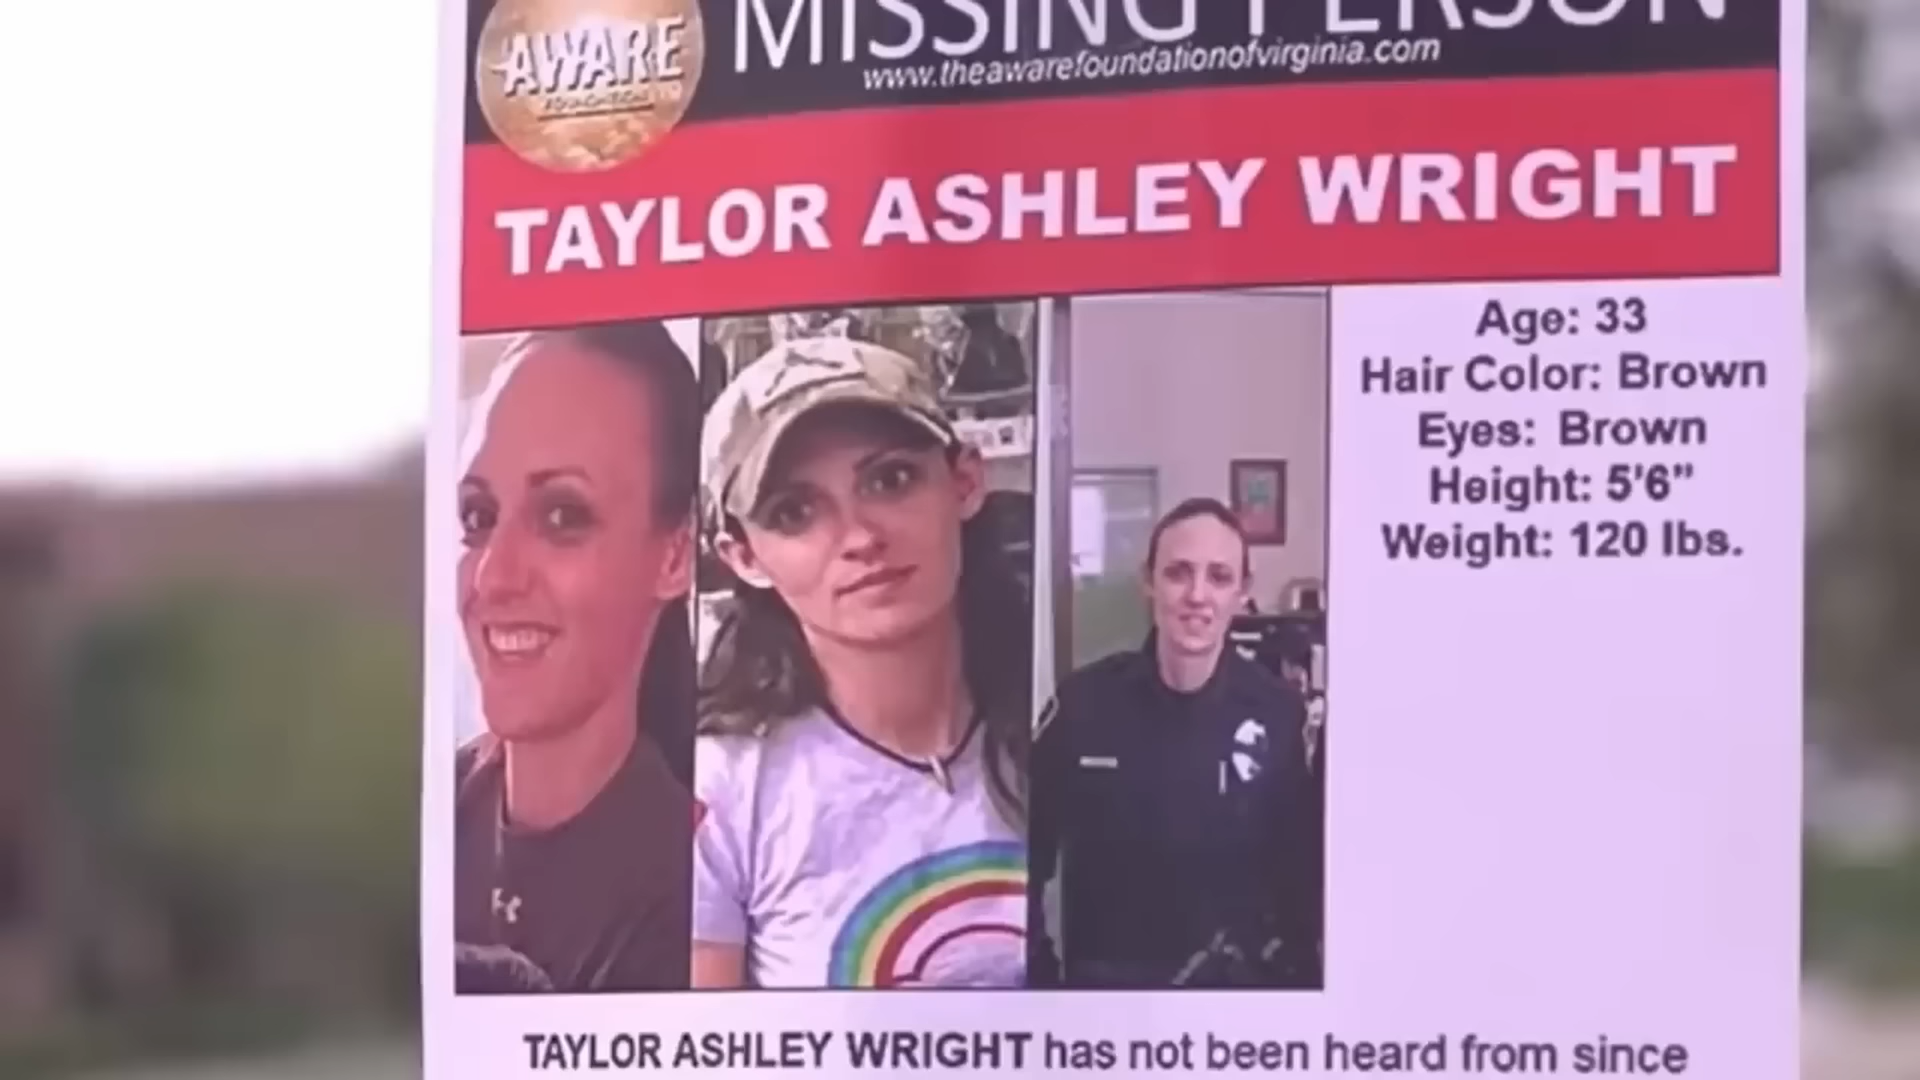 AWARE
FOUNDATION
MISSING PERSON
www.theawarefoundationofvirginia.com
TAYLOR ASHLEY WRIGHT
Age: 33
Hair Color: Brown
Eyes: Brown
Height: 5'6”
Weight: 120 lbs.
TAYLOR ASHLEY WRIGHT has not been heard from since